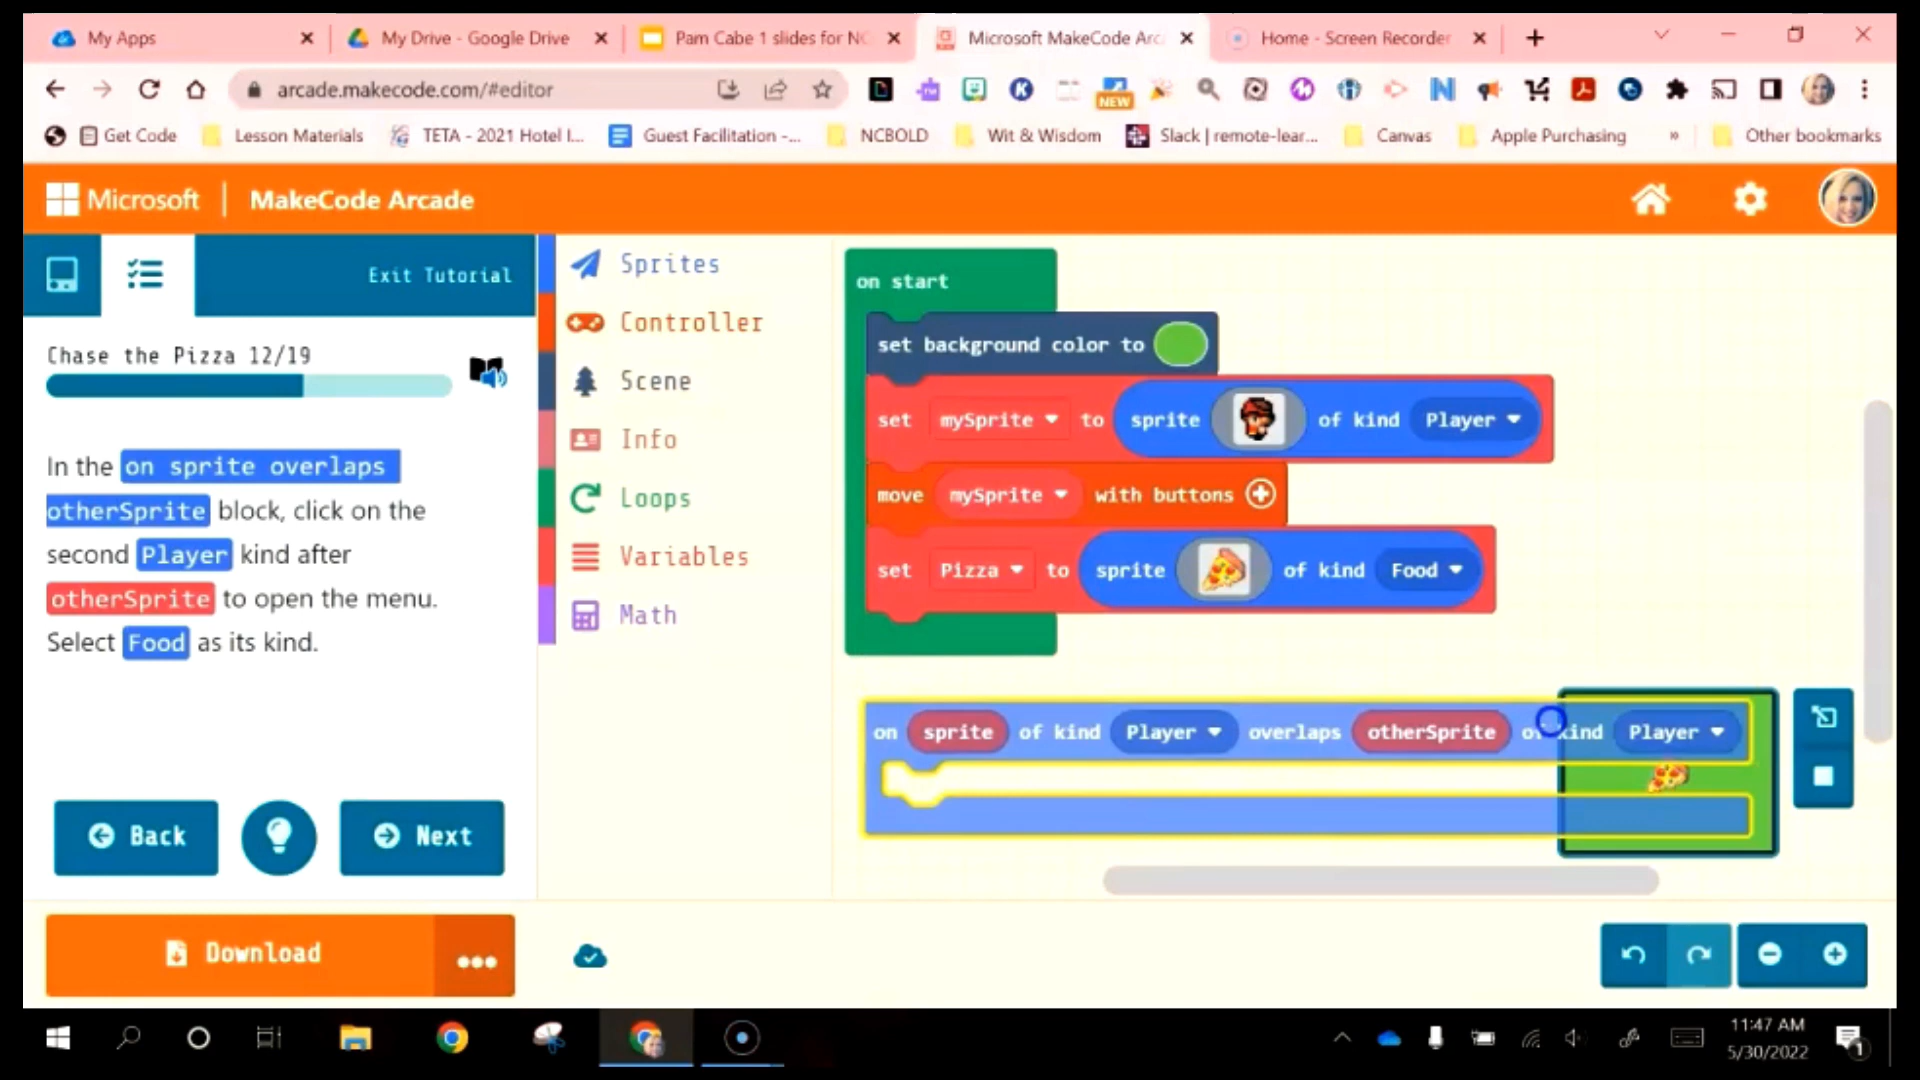 My Apps
My Drive - Google Drive
Pam Cabe 1 slides for NC
Microsoft MakeCode Arc
Home - Screen Recorder
arcade.makecode.com/#editor
NEW
Get Code
Lesson Materials
TETA - 2021 Hotel I...
Guest Facilitation -...
NCBOLD
Wit & Wisdom
Slack | remote-lear...
Canvas
Apple Purchasing
»
Other bookmarks
Microsoft | MakeCode Arcade
Exit Tutorial
Chase the Pizza 12/19
In the on sprite overlaps
otherSprite block, click on the
second Player kind after
otherSprite to open the menu.
Select Food as its kind.
Back
Next
Download
Sprites
Controller
Scene
Info
Loops
Variables
Math
on start
set background color to
set mySprite to sprite of kind Player
move mySprite with buttons
set Pizza to sprite of kind Food
on sprite of kind Player overlaps otherSprite of kind Player
11:47 AM
5/30/2022
1